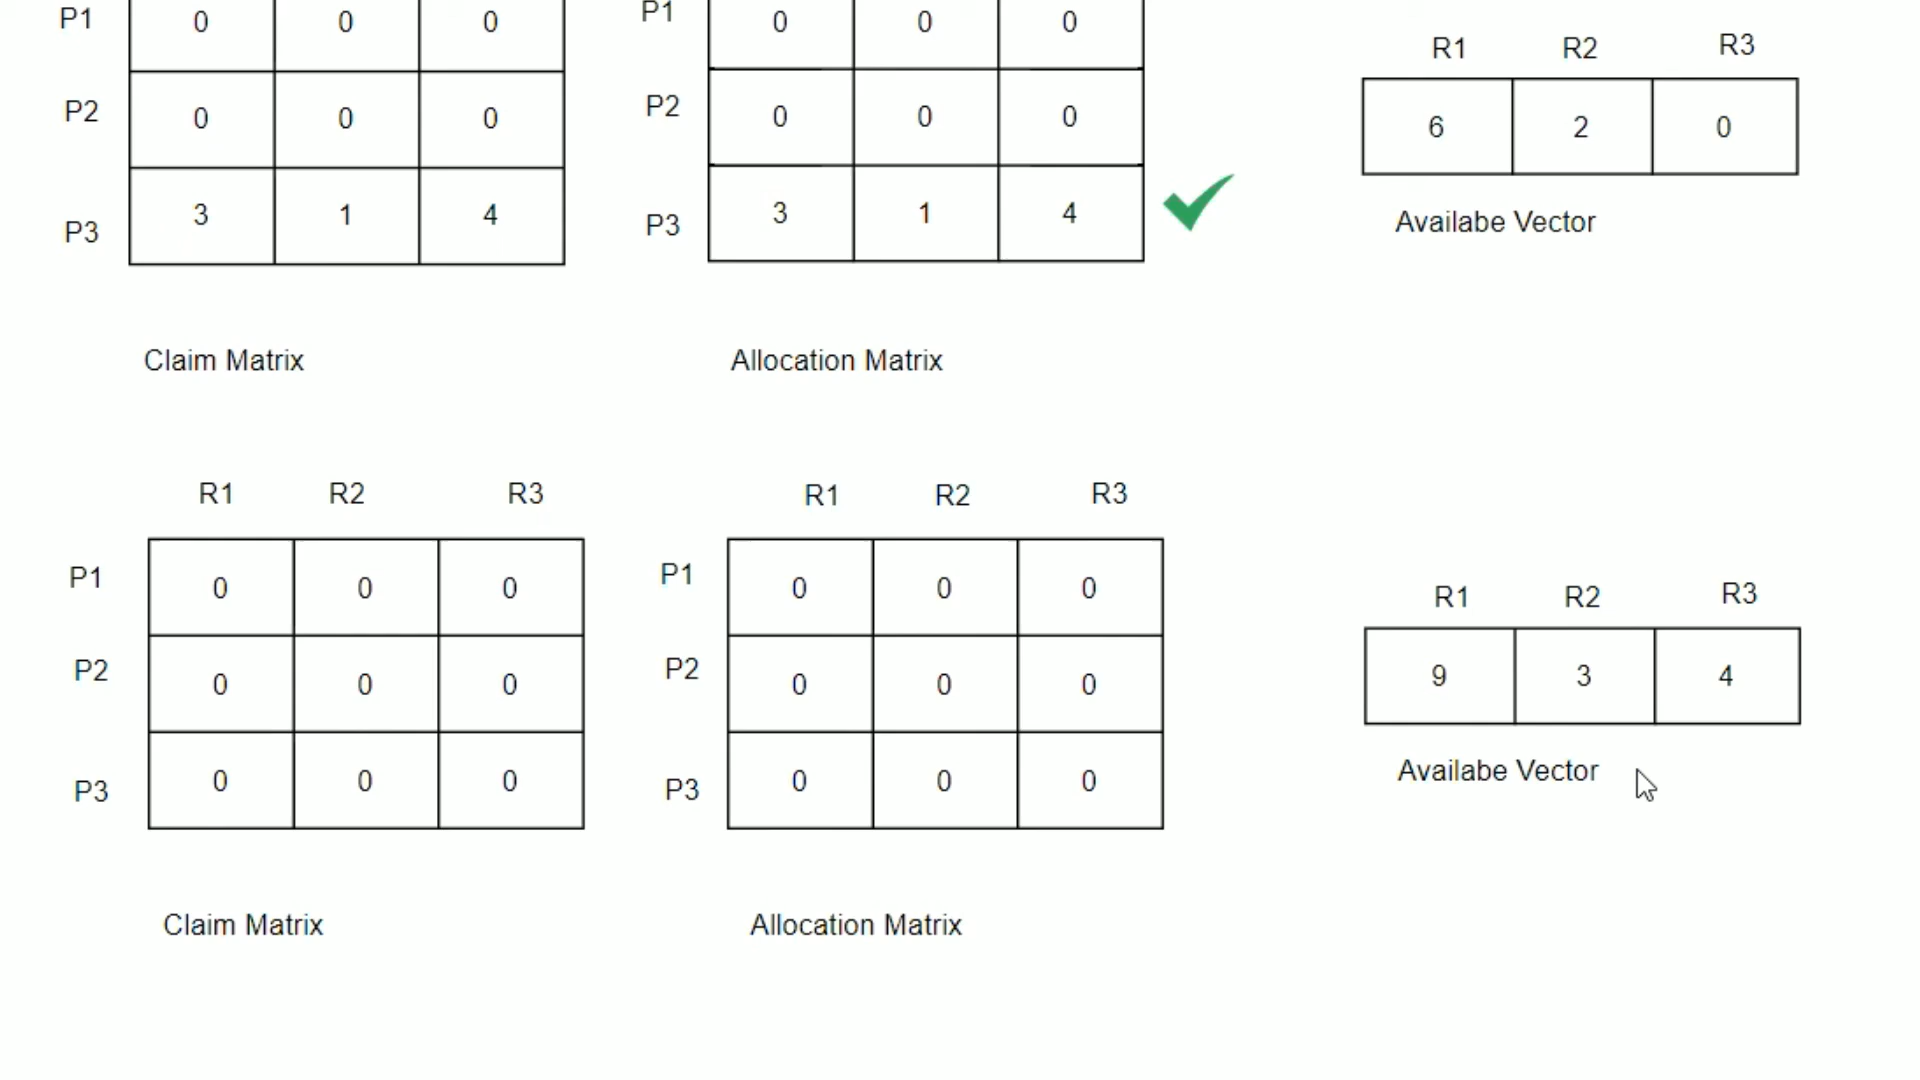 P1 0 0 0
P2 0 0 0
P3 3 1 4
Claim Matrix
P1 0 0 0
P2 0 0 0
P3 3 1 4
Allocation Matrix
R1 R2 R3
6 2 0
Availabe Vector
R1 R2 R3
P1 0 0 0
P2 0 0 0
P3 0 0 0
Claim Matrix
R1 R2 R3
P1 0 0 0
P2 0 0 0
P3 0 0 0
Allocation Matrix
R1 R2 R3
9 3 4
Availabe Vector